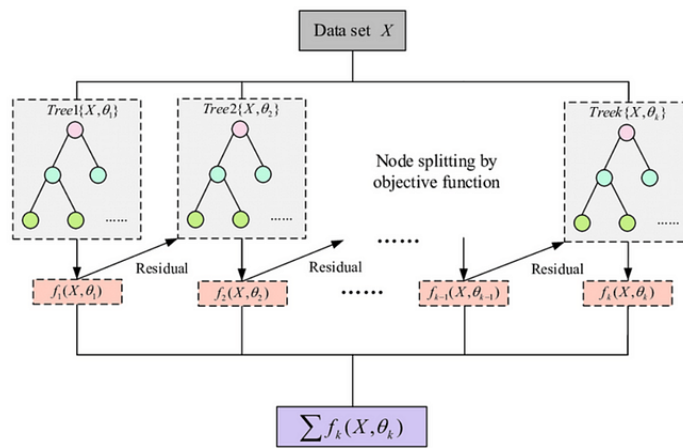 Data set X
Tree1{X,θ₁}
Tree2{X,θ₂}
Treek{X,θₖ}
Node splitting by
objective function
......
......
......
......
Residual
Residual
Residual
f₁(X,θ₁)
f₂(X,θ₂)
......
fₖ₋₁(X,θₖ₋₁)
fₖ(X,θₖ)
∑fₖ(X,θₖ)